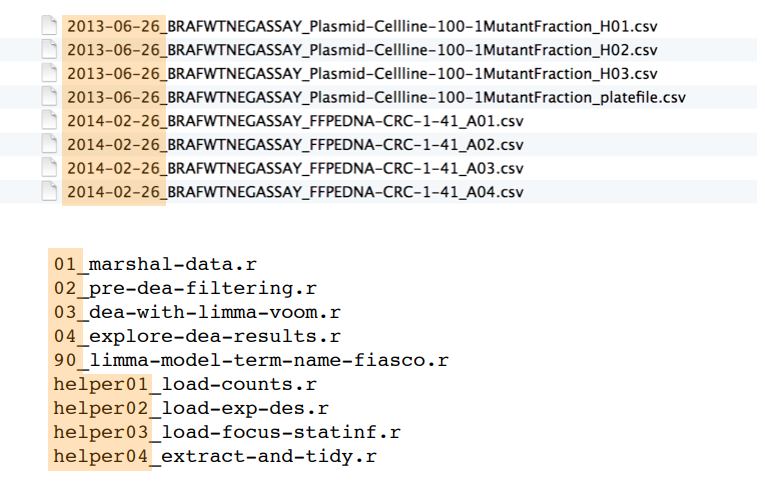 2013-06-26_BRAFWTNEGASSAY_Plasmid-Cellline-100-1MutantFraction_H01.csv
2013-06-26_BRAFWTNEGASSAY_Plasmid-Cellline-100-1MutantFraction_H02.csv
2013-06-26_BRAFWTNEGASSAY_Plasmid-Cellline-100-1MutantFraction_H03.csv
2013-06-26_BRAFWTNEGASSAY_Plasmid-Cellline-100-1MutantFraction_platefile.csv
2014-02-26_BRAFWTNEGASSAY_FFPEDNA-CRC-1-41_A01.csv
2014-02-26_BRAFWTNEGASSAY_FFPEDNA-CRC-1-41_A02.csv
2014-02-26_BRAFWTNEGASSAY_FFPEDNA-CRC-1-41_A03.csv
2014-02-26_BRAFWTNEGASSAY_FFPEDNA-CRC-1-41_A04.csv
01_marshal-data.r
02_pre-dea-filtering.r
03_dea-with-limma-voom.r
04_explore-dea-results.r
90_limma-model-term-name-fiasco.r
helper01_load-counts.r
helper02_load-exp-des.r
helper03_load-focus-statinf.r
helper04_extract-and-tidy.r